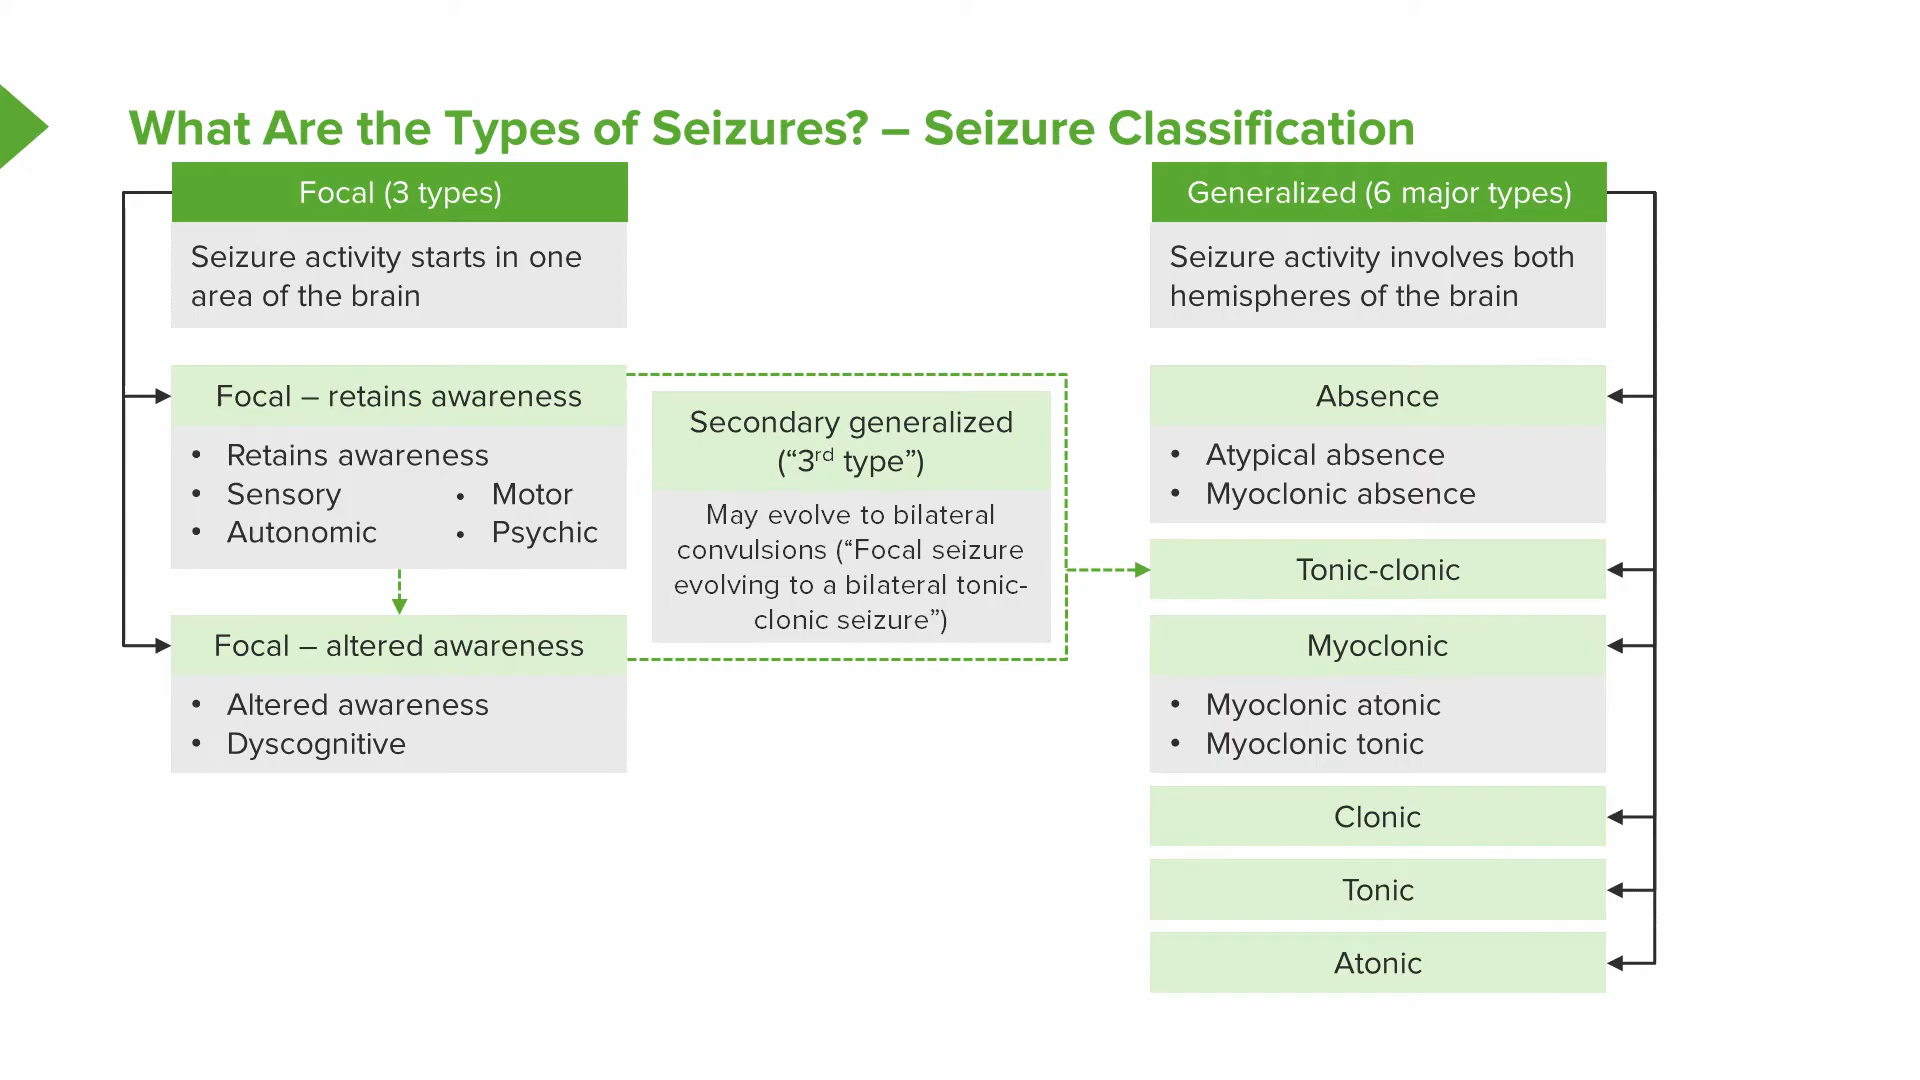 What Are the Types of Seizures? – Seizure Classification
Focal (3 types)
Seizure activity starts in one
area of the brain
Focal – retains awareness
• Retains awareness
• Sensory • Motor
• Autonomic • Psychic
Focal – altered awareness
• Altered awareness
• Dyscognitive
Secondary generalized
(“3rd type”)
May evolve to bilateral
convulsions (“Focal seizure
evolving to a bilateral tonic-
clonic seizure”)
Generalized (6 major types)
Seizure activity involves both
hemispheres of the brain
Absence
• Atypical absence
• Myoclonic absence
Tonic-clonic
Myoclonic
• Myoclonic atonic
• Myoclonic tonic
Clonic
Tonic
Atonic